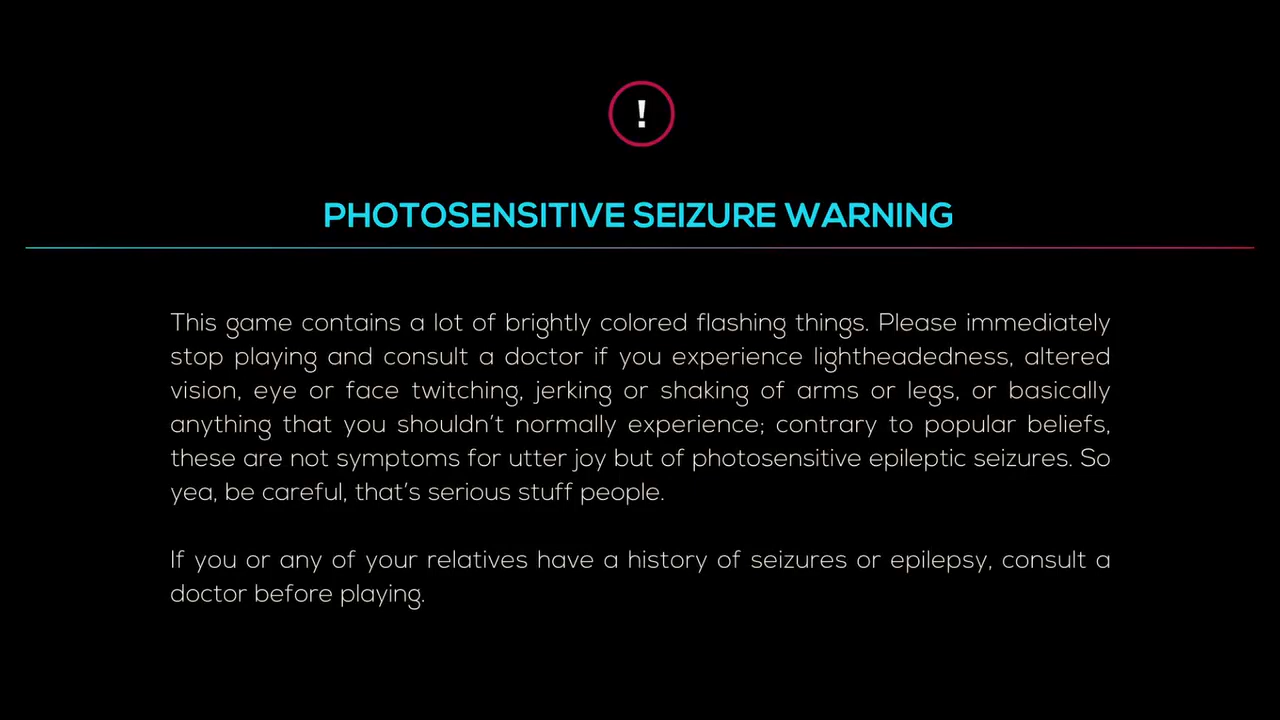 !
PHOTOSENSITIVE SEIZURE WARNING
This game contains a lot of brightly colored flashing things. Please immediately
stop playing and consult a doctor if you experience lightheadedness, altered
vision, eye or face twitching, jerking or shaking of arms or legs, or basically
anything that you shouldn't normally experience; contrary to popular beliefs,
these are not symptoms for utter joy but of photosensitive epileptic seizures. So
yea, be careful, that's serious stuff people.
If you or any of your relatives have a history of seizures or epilepsy, consult a
doctor before playing.